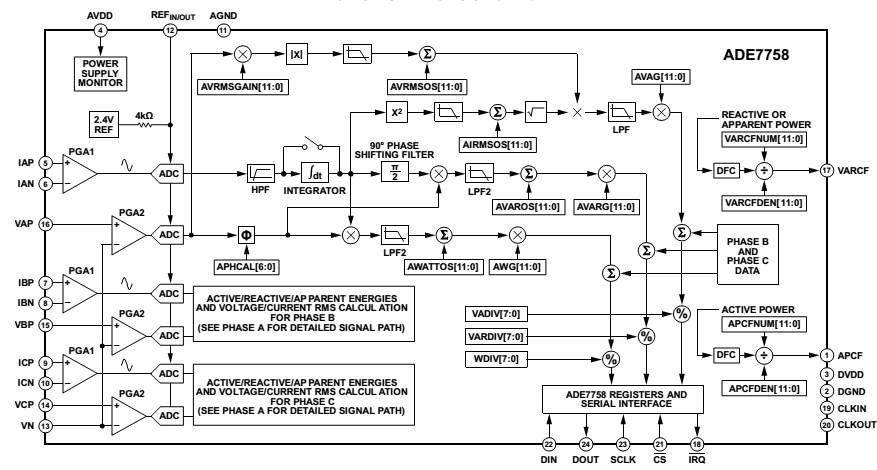 AVDD
REFIN/OUT
AGND
4
12
11
ADE7758
POWER
SUPPLY
MONITOR
|X|
Σ
AVRMSGAIN[11:0]
AVRMSOS[11:0]
AVAG[11:0]
2.4V
REF
4kΩ
X2
Σ
√
LPF
AIRMSOS[11:0]
REACTIVE OR
APPARENT POWER
VARCFNUM[11:0]
DFC
÷
17
VARCF
VARCFDEN[11:0]
IAP
5
IAN
6
PGA1
+
−
ADC
HPF
∫dt
INTEGRATOR
90° PHASE
SHIFTING FILTER
π
2
LPF2
Σ
AVAROS[11:0]
AVARG[11:0]
VAP
16
PGA2
+
−
ADC
Φ
APHCAL[6:0]
LPF2
Σ
AWATTOS[11:0]
AWG[11:0]
Σ
Σ
Σ
PHASE B
AND
PHASE C
DATA
IBP
7
IBN
8
PGA1
+
−
ADC
VBP
15
PGA2
+
−
ADC
ACTIVE/REACTIVE/APPARENT ENERGIES
AND VOLTAGE/CURRENT RMS CALCULATION
FOR PHASE B
(SEE PHASE A FOR DETAILED SIGNAL PATH)
VADIV[7:0]
%
VARDIV[7:0]
%
WDIV[7:0]
%
ACTIVE POWER
APCFNUM[11:0]
DFC
÷
1
APCF
APCFDEN[11:0]
3
DVDD
2
DGND
19
CLKIN
20
CLKOUT
ICP
9
ICN
10
PGA1
+
−
ADC
VCP
14
VN
13
PGA2
+
−
ADC
ACTIVE/REACTIVE/APPARENT ENERGIES
AND VOLTAGE/CURRENT RMS CALCULATION
FOR PHASE C
(SEE PHASE A FOR DETAILED SIGNAL PATH)
ADE7758 REGISTERS AND
SERIAL INTERFACE
22
24
23
21
18
DIN
DOUT
SCLK
CS
IRQ